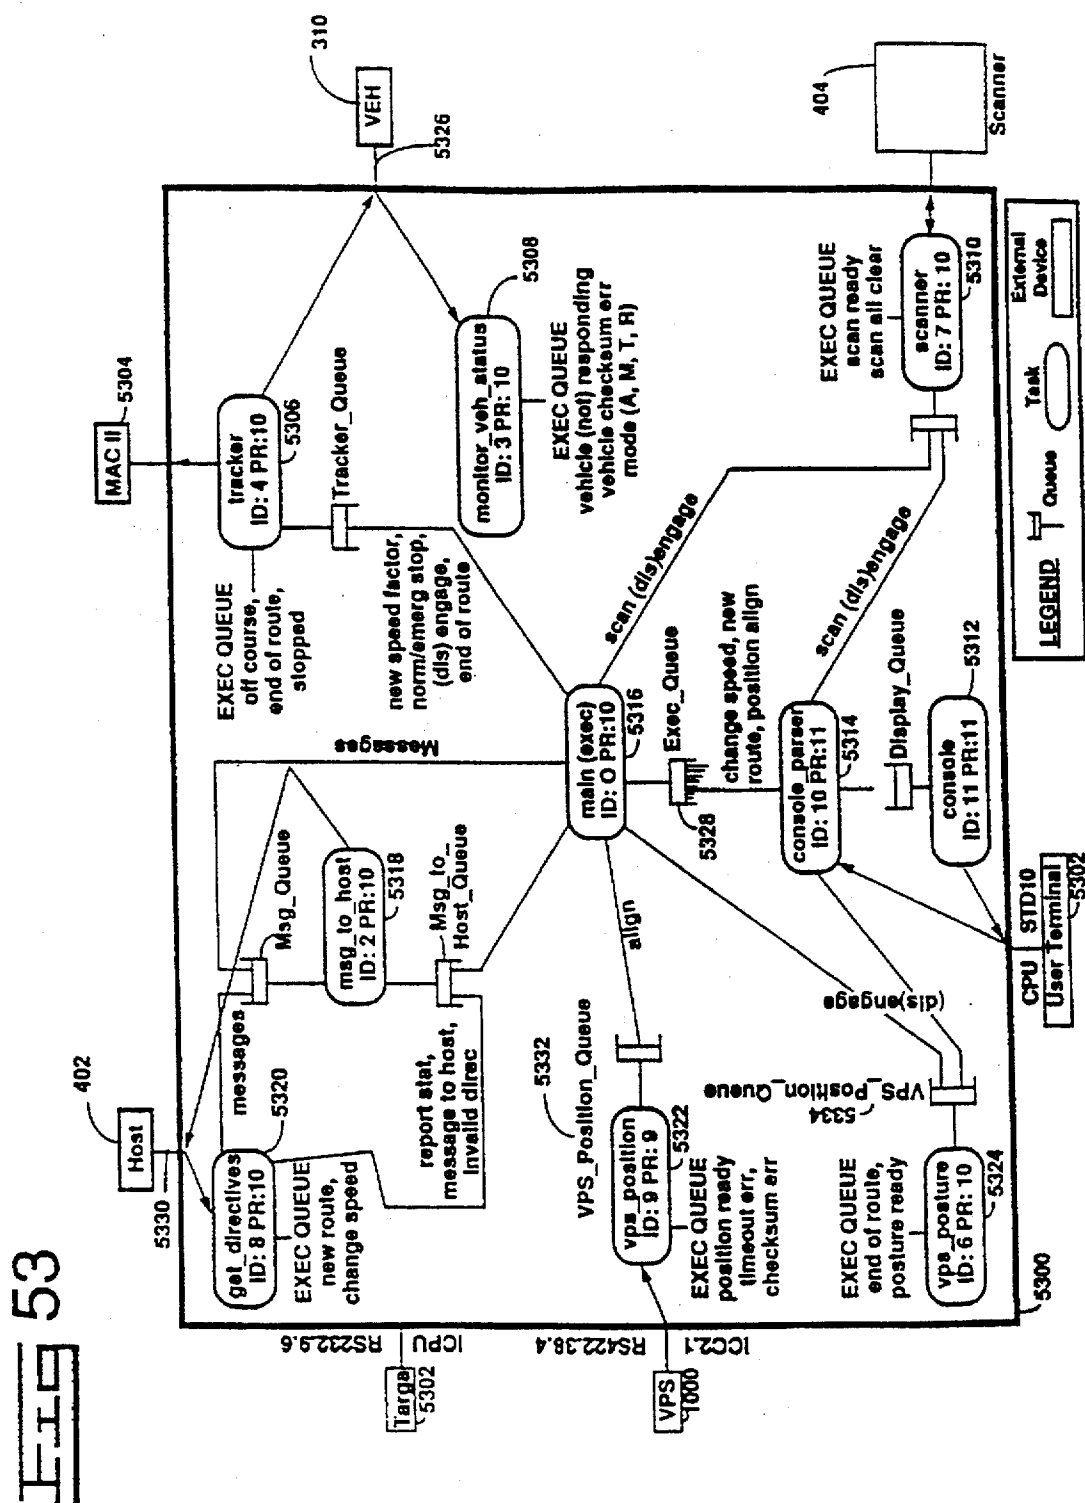 Fig 53
Host
402
5330
MAC II
5304
VEH
310
5326
get_directives
ID: 8 PR:10
5320
EXEC QUEUE
new route,
change speed
messages
Msg_Queue
msg_to_host
ID: 2 PR:10
5318
Msg_to_
Host_Queue
report stat,
message to host,
invalid direc
Messages
EXEC QUEUE
off course,
end of route,
stopped
tracker
ID: 4 PR:10
5306
Tracker_Queue
new speed factor,
norm/emerg stop,
(dis) engage,
end of route
monitor_veh_status
ID: 3 PR: 10
5308
EXEC QUEUE
vehicle (not) responding
vehicle checksum err
mode (A, M, T, R)
Targa
5302
RS232:9.6
ICPU
RS422:38.4
ICC2:1
VPS
1000
VPS_Position_Queue
5332
vps_position
ID: 9 PR: 9
5322
EXEC QUEUE
position ready
timeout err,
checksum err
align
main (exec)
ID: O PR:10
5316
Exec_Queue
5328
scan (dis)engage
change speed, new
route, position align
scan (dis)engage
EXEC QUEUE
scan ready
scan all clear
scanner
ID: 7 PR: 10
5310
404
Scanner
EXEC QUEUE
end of route,
posture ready
vps_posture
ID: 6 PR: 10
5324
VPS_Position_Queue
5334
(dis)engage
console_parser
ID: 10 PR:11
5314
Display_Queue
console
ID: 11 PR:11
5312
5300
CPU STD10
User Terminal
5302
LEGEND
Queue
Task
External
Device